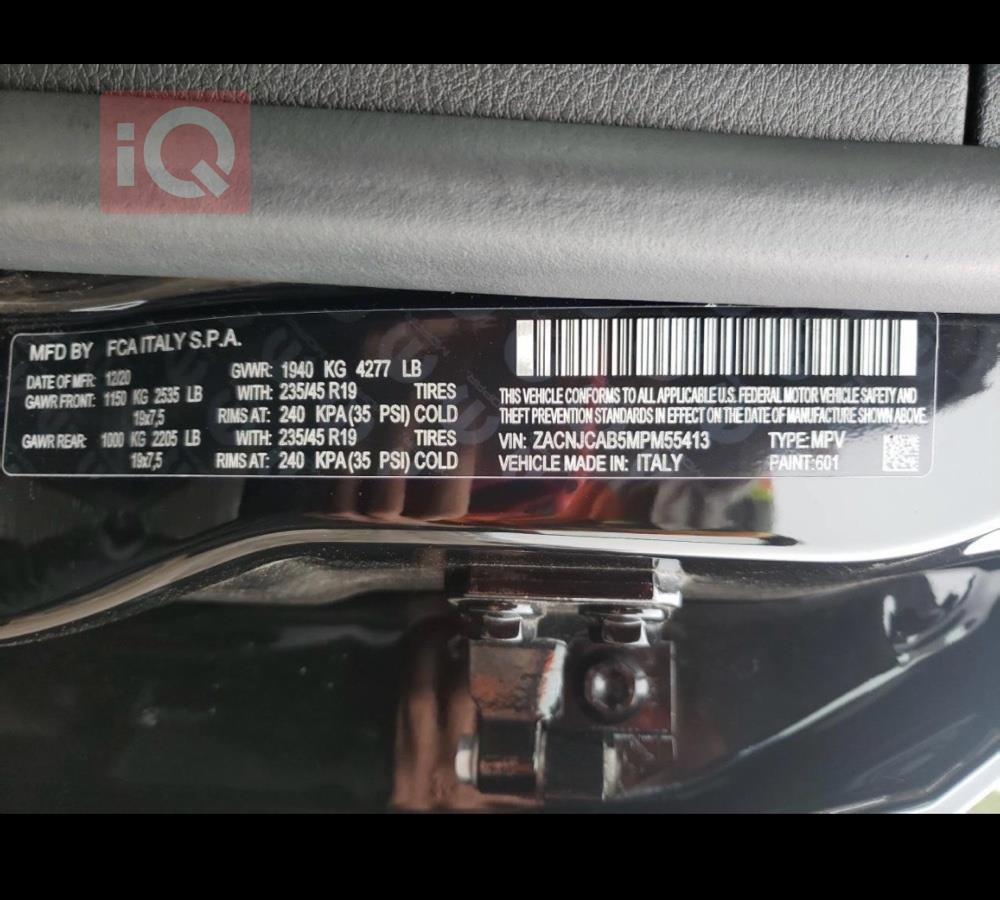 iQ
MFD BY FCA ITALY S.P.A.
DATE OF MFR: 12/20 GVWR: 1940 KG 4277 LB
GAWR FRONT: 1150 KG 2535 LB WITH: 235/45 R19 TIRES
19x7,5 RIMS AT: 240 KPA(35 PSI) COLD
GAWR REAR: 1000 KG 2205 LB WITH: 235/45 R19 TIRES
19x7,5 RIMS AT: 240 KPA(35 PSI) COLD
THIS VEHICLE CONFORMS TO ALL APPLICABLE U.S. FEDERAL MOTOR VEHICLE SAFETY AND
THEFT PREVENTION STANDARDS IN EFFECT ON THE DATE OF MANUFACTURE SHOWN ABOVE.
VIN: ZACNJCAB5MPM55413 TYPE:MPV
VEHICLE MADE IN: ITALY PAINT:601